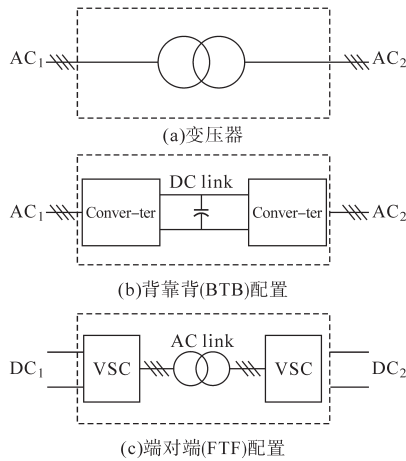 AC₁ AC₂
(a)变压器
DC link
AC₁ Conver-ter Conver-ter AC₂
(b)背靠背(BTB)配置
AC link
DC₁ VSC VSC DC₂
(c)端对端(FTF)配置